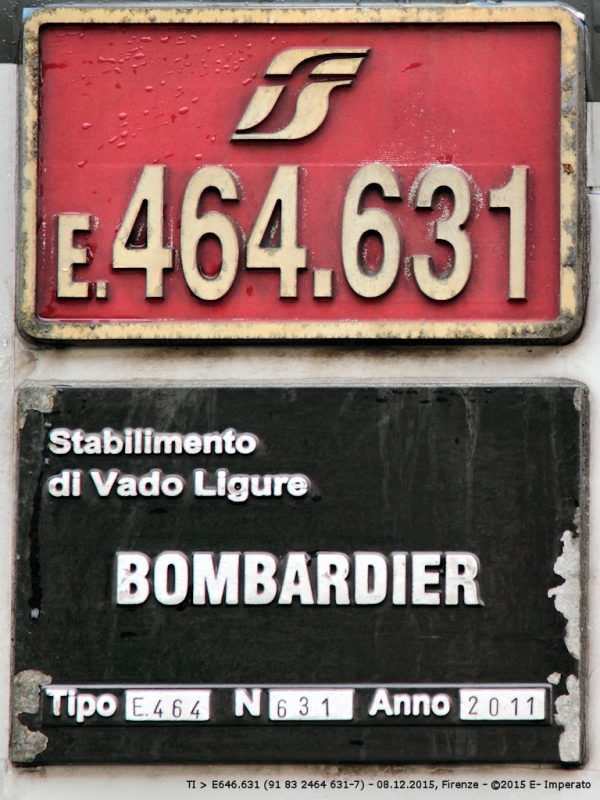 E.464.631
Stabilimento
di Vado Ligure
BOMBARDIER
Tipo E.464 N 631 Anno 2011
TI > E646.631 (91 83 2464 631-7) - 08.12.2015, Firenze - ©2015 E- Imperato